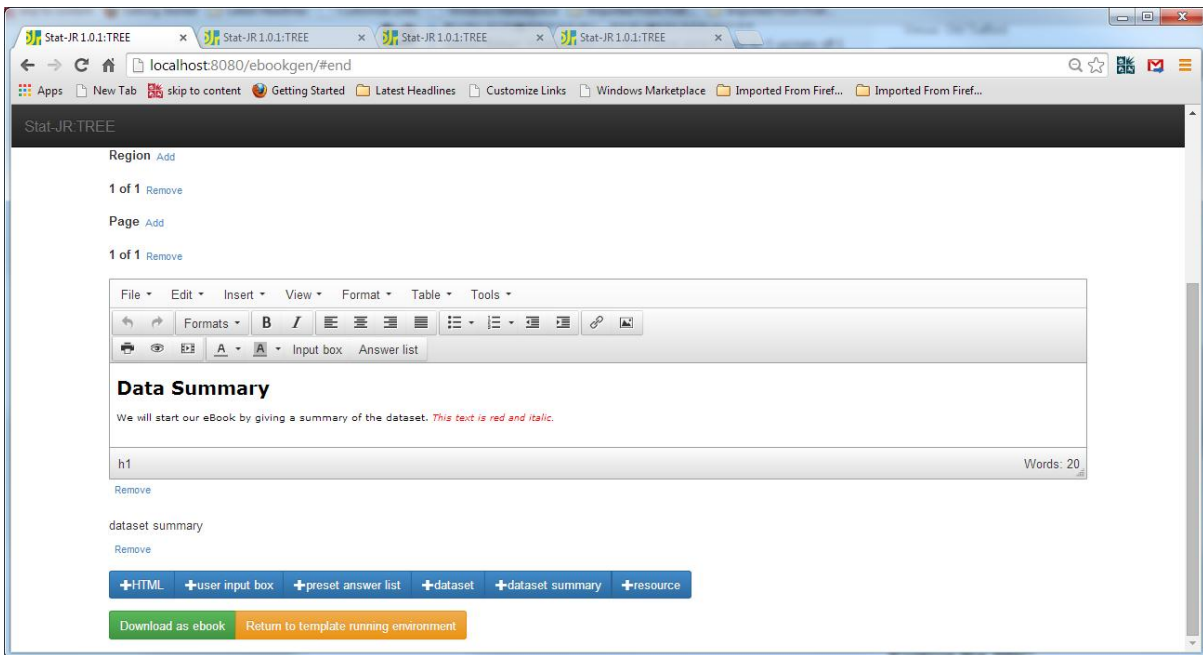 Stat-JR 1.0.1:TREE Stat-JR 1.0.1:TREE Stat-JR 1.0.1:TREE Stat-JR 1.0.1:TREE
localhost:8080/ebookgen/#end
Apps New Tab skip to content Getting Started Latest Headlines Customize Links Windows Marketplace Imported From Firef... Imported From Firef...
Stat-JR:TREE
Region Add
1 of 1 Remove
Page Add
1 of 1 Remove
File Edit Insert View Format Table Tools
Formats B I
A A Input box Answer list
Data Summary
We will start our eBook by giving a summary of the dataset. This text is red and italic.
h1 Words: 20
Remove
dataset summary
Remove
+HTML +user input box +preset answer list +dataset +dataset summary +resource
Download as ebook Return to template running environment